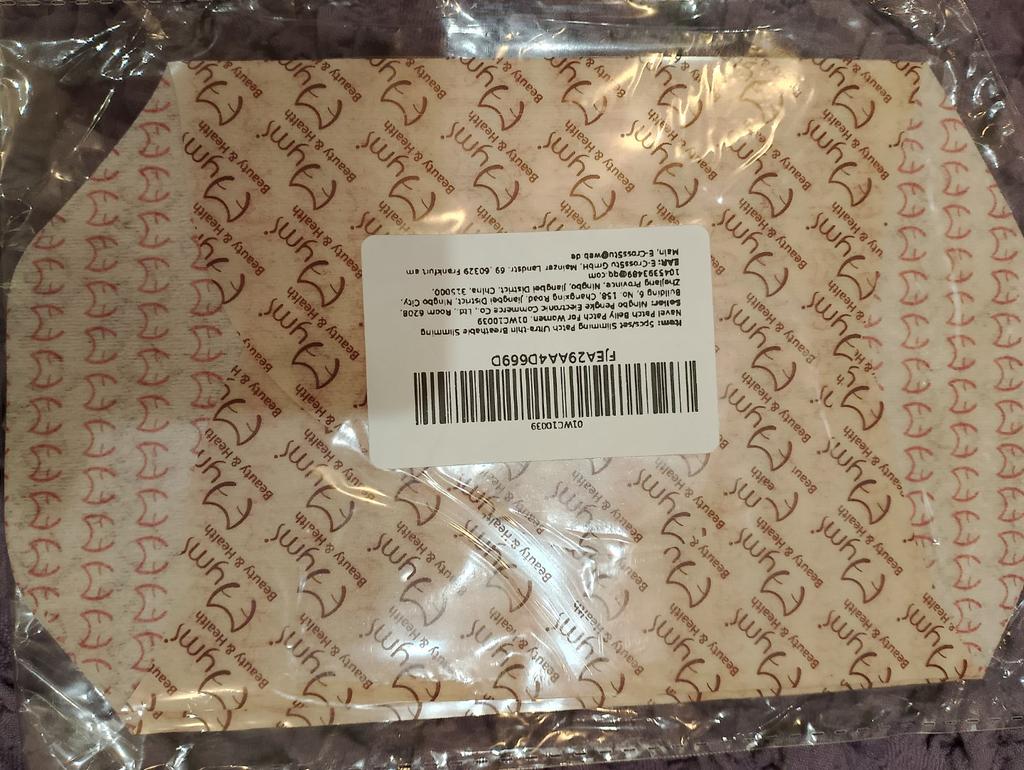 Item: 5pcs/set Slimming Patch Ultra-thin Breathable Slimming
Navel Patch Belly Patch For Women, 01WC10039
Seller: Ningbo Pengke Electronic Commerce Co., Ltd., Room 6208,
Building 6, No. 158, Changxing Road, Jiangbei District, Ningbo City,
Zhejiang Province, Ningbo, Jiangbei District, China, 315000,
1045393489@qq.com
EAR: E-CrossStu GmbH, Mainzer Landstr. 69, 60329 Frankfurt am
Main, E-CrossStu@web.de
FJEA29AA4D669D
01WC10039
Beauty & Health